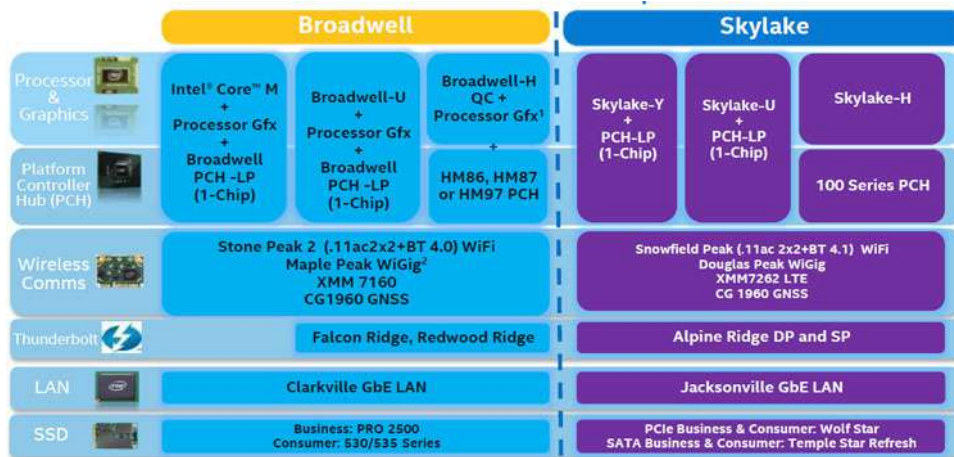 Broadwell
Skylake
Processor
&
Graphics
Intel® Core™ M
+
Processor Gfx
+
Broadwell
PCH -LP
(1-Chip)
Broadwell-U
+
Processor Gfx
+
Broadwell
PCH -LP
(1-Chip)
Broadwell-H
QC +
Processor Gfx¹
+
HM86, HM87
or HM97 PCH
Skylake-Y
+
PCH-LP
(1-Chip)
Skylake-U
+
PCH-LP
(1-Chip)
Skylake-H
100 Series PCH
Platform
Controller
Hub (PCH)
Wireless
Comms
Stone Peak 2 (.11ac2x2+BT 4.0) WiFi
Maple Peak WiGig²
XMM 7160
CG1960 GNSS
Snowfield Peak (.11ac 2x2+BT 4.1) WiFi
Douglas Peak WiGig
XMM7262 LTE
CG 1960 GNSS
Thunderbolt
Falcon Ridge, Redwood Ridge
Alpine Ridge DP and SP
LAN
Clarkville GbE LAN
Jacksonville GbE LAN
SSD
Business: PRO 2500
Consumer: 530/535 Series
PCIe Business & Consumer: Wolf Star
SATA Business & Consumer: Temple Star Refresh